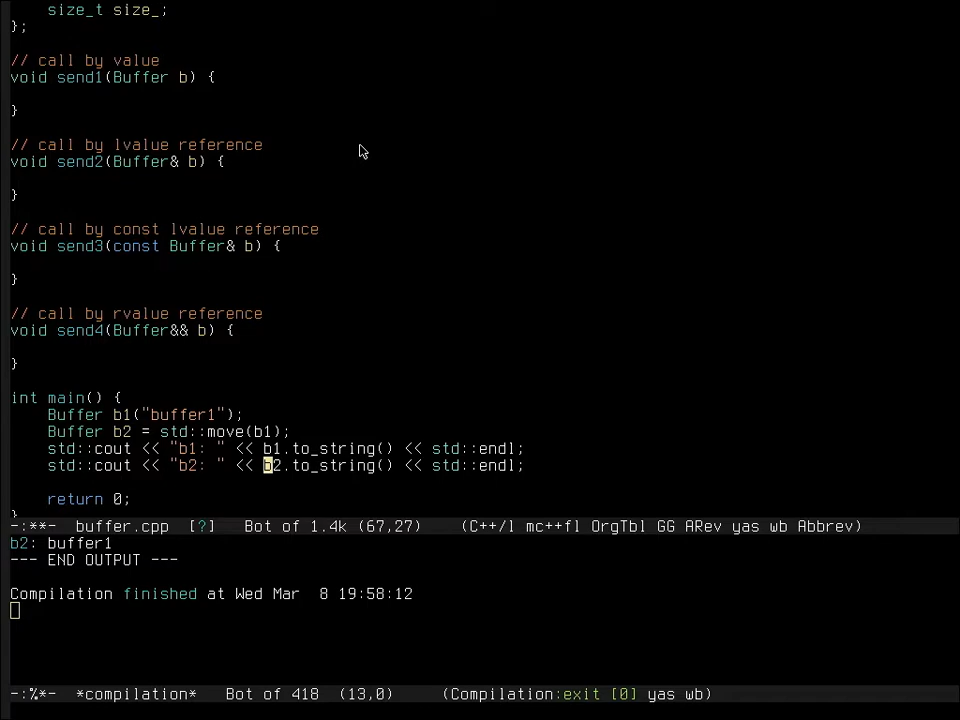 size_t size_;
};
// call by value
void send1(Buffer b) {
}
// call by lvalue reference
void send2(Buffer& b) {
}
// call by const lvalue reference
void send3(const Buffer& b) {
}
// call by rvalue reference
void send4(Buffer&& b) {
}
int main() {
Buffer b1("buffer1");
Buffer b2 = std::move(b1);
std::cout << "b1: " << b1.to_string() << std::endl;
std::cout << "b2: " << b2.to_string() << std::endl;
return 0;
}
-:**-  buffer.cpp  [?]   Bot of 1.4k (67,27)    (C++/l mc++fl OrgTbl GG ARev yas wb Abbrev)
b2: buffer1
--- END OUTPUT ---
Compilation finished at Wed Mar  8 19:58:12
-:%*-  *compilation*   Bot of 418  (13,0)     (Compilation:exit [0] yas wb)